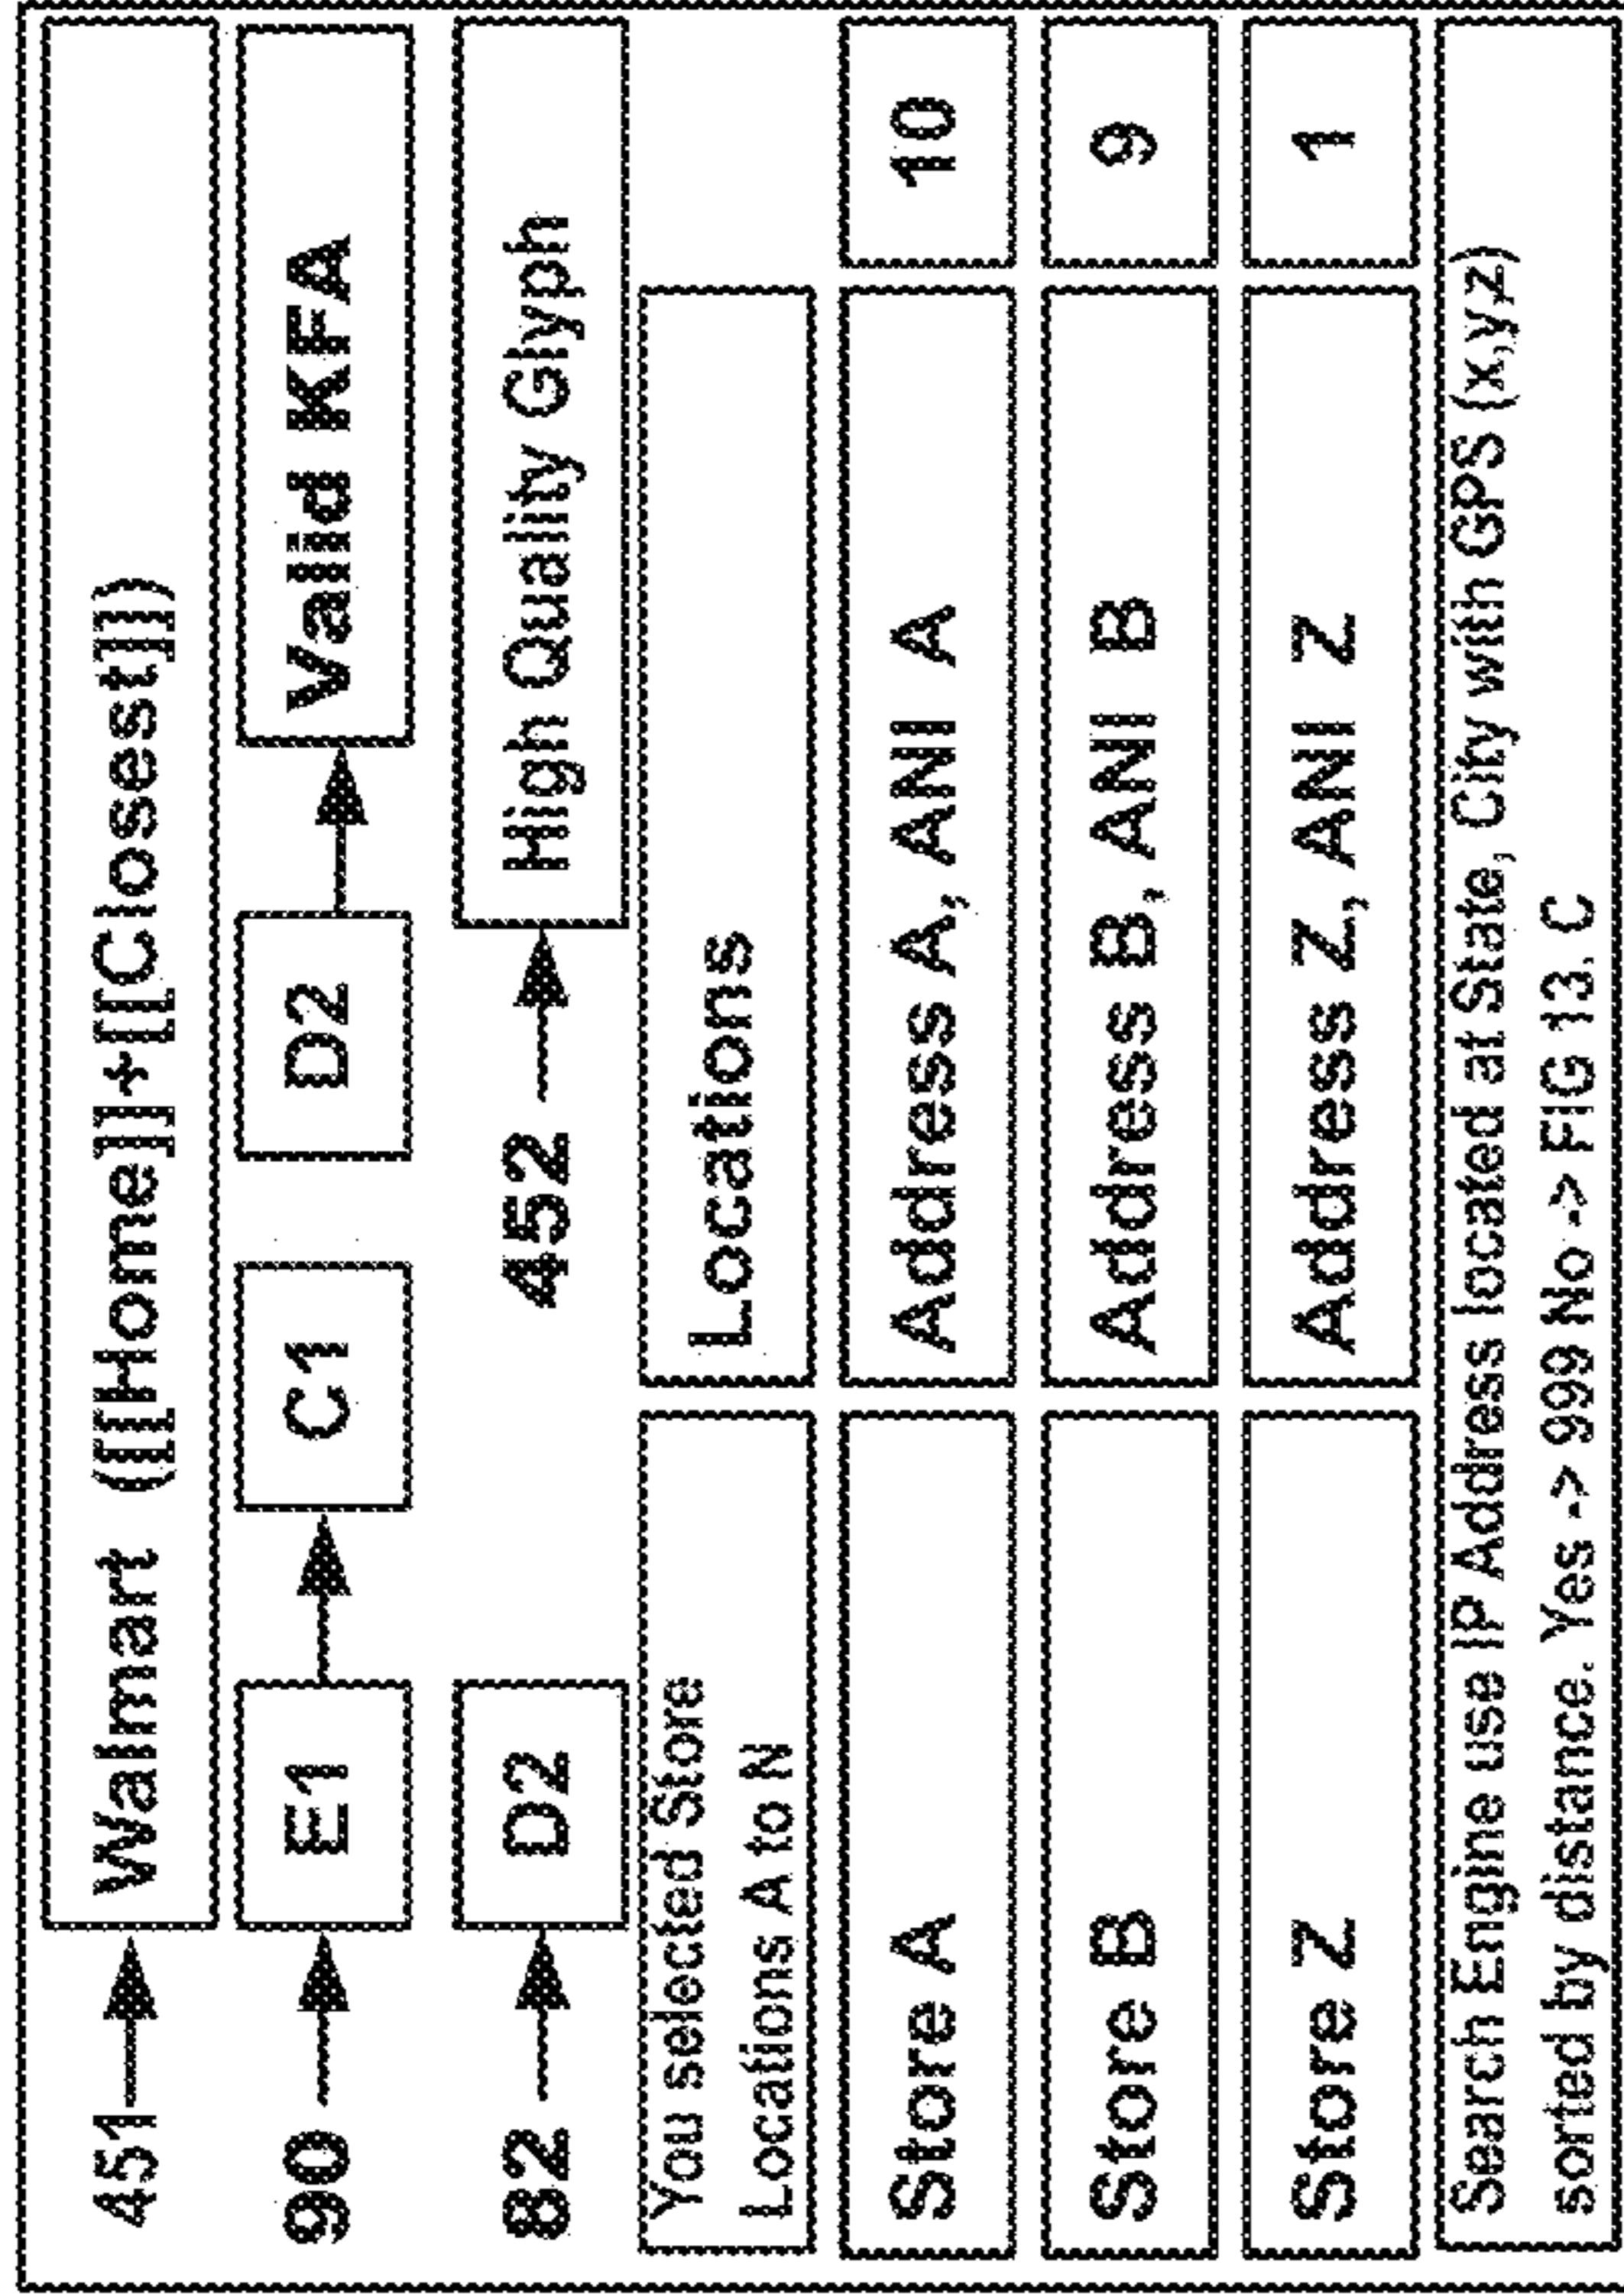 451 Walmart ([[Home]]+[[Closest]])
90 E1 C1 D2 Valid KFA
82 D2 452 High Quality Glyph
You selected Store
Locations A to N
Locations
Store A Address A, ANI A 10
Store B Address B, ANI B 9
Store Z Address Z, ANI Z 1
Search Engine use IP Address located at State, City with GPS (x,y,z)
sorted by distance. Yes -> 999 No -> FIG 13. C